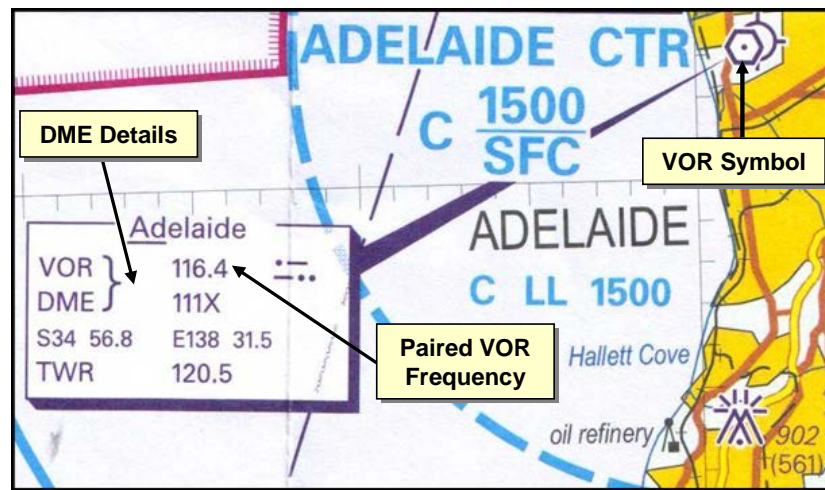 ADELAIDE CTR
C 1500
SFC
DME Details
VOR Symbol
Adelaide
VOR 116.4
DME 111X
S34 56.8 E138 31.5
TWR 120.5
ADELAIDE
C LL 1500
Paired VOR
Frequency
Hallett Cove
oil refinery
902
(561)